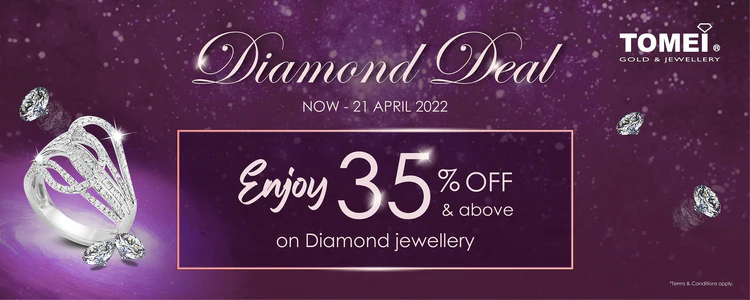 Diamond Deal
TOMEI®
GOLD & JEWELLERY
NOW - 21 APRIL 2022
Enjoy 35% OFF
& above
on Diamond jewellery
*Terms & Conditions apply.